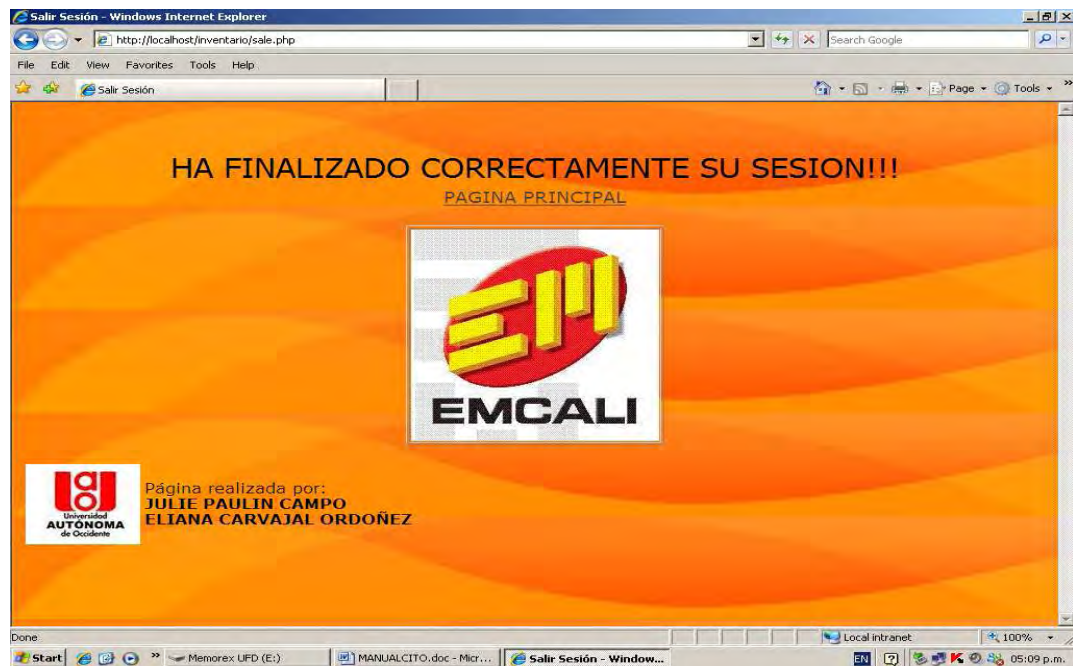 Salir Sesión - Windows Internet Explorer
http://localhost/inventario/sale.php
Search Google
File Edit View Favorites Tools Help
Salir Sesión
Page Tools
HA FINALIZADO CORRECTAMENTE SU SESION!!!
PAGINA PRINCIPAL
EM
EMCALI
Universidad
AUTÓNOMA
de Occidente
Página realizada por:
JULIE PAULIN CAMPO
ELIANA CARVAJAL ORDOÑEZ
Done
Local intranet
100%
Start
Memorex UFD (E:)
MANUALCITO.doc - Micr...
Salir Sesión - Window...
EN
05:09 p.m.